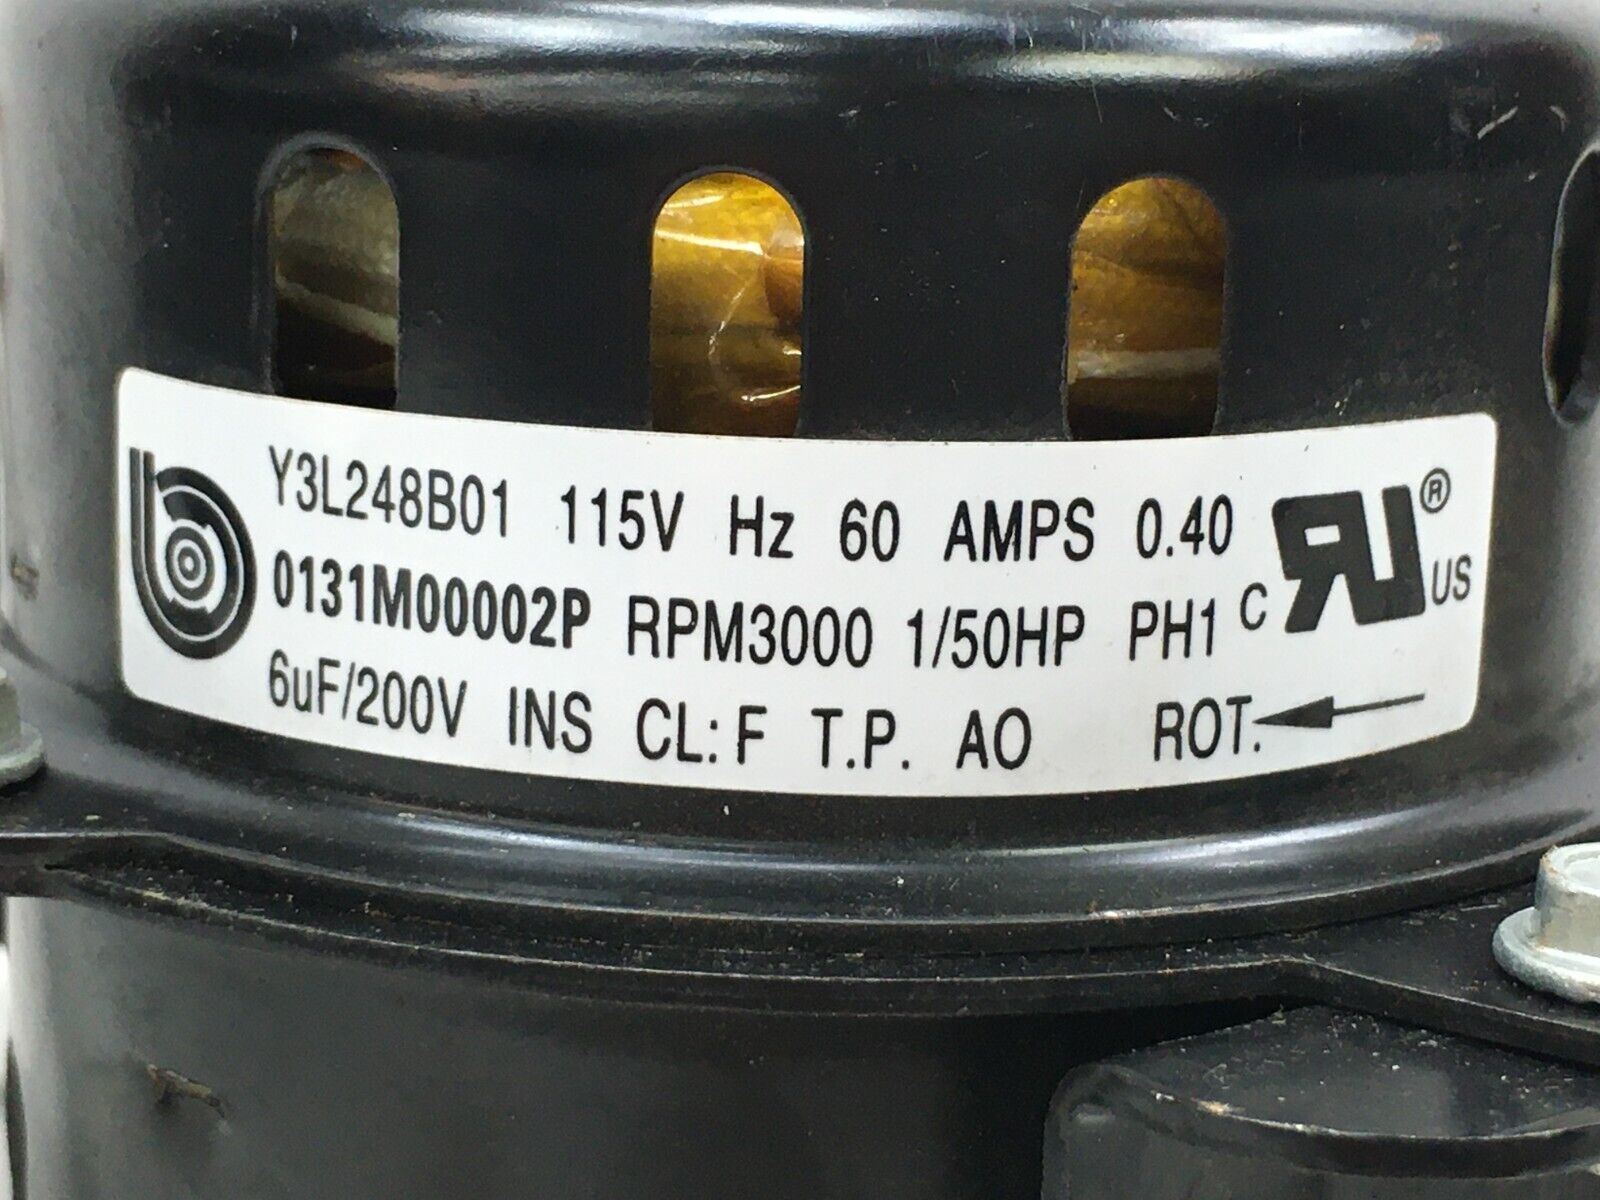 Y3L248B01 115V Hz 60 AMPS 0.40
0131M00002P RPM3000 1/50HP PH1
6uF/200V INS CL: F T.P. AO ROT.
C RU® US